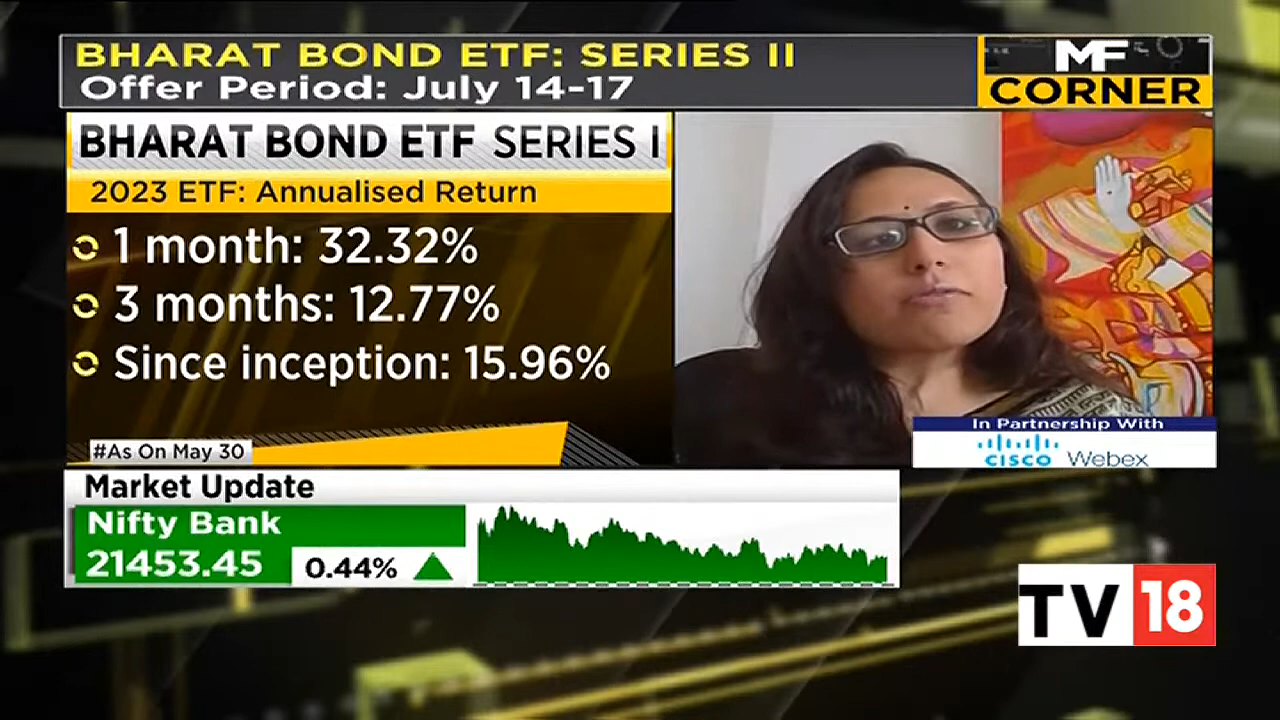 BHARAT BOND ETF: SERIES II
Offer Period: July 14-17
MF
CORNER
BHARAT BOND ETF SERIES I
2023 ETF: Annualised Return
1 month: 32.32%
3 months: 12.77%
Since inception: 15.96%
#As On May 30
In Partnership With
CISCO Webex
Market Update
Nifty Bank
21453.45 0.44%
TV18